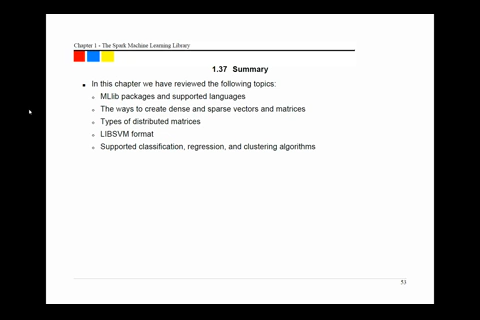 Chapter 1 - The Spark Machine Learning Library
1.37 Summary
In this chapter we have reviewed the following topics:
MLlib packages and supported languages
The ways to create dense and sparse vectors and matrices
Types of distributed matrices
LIBSVM format
Supported classification, regression, and clustering algorithms
53